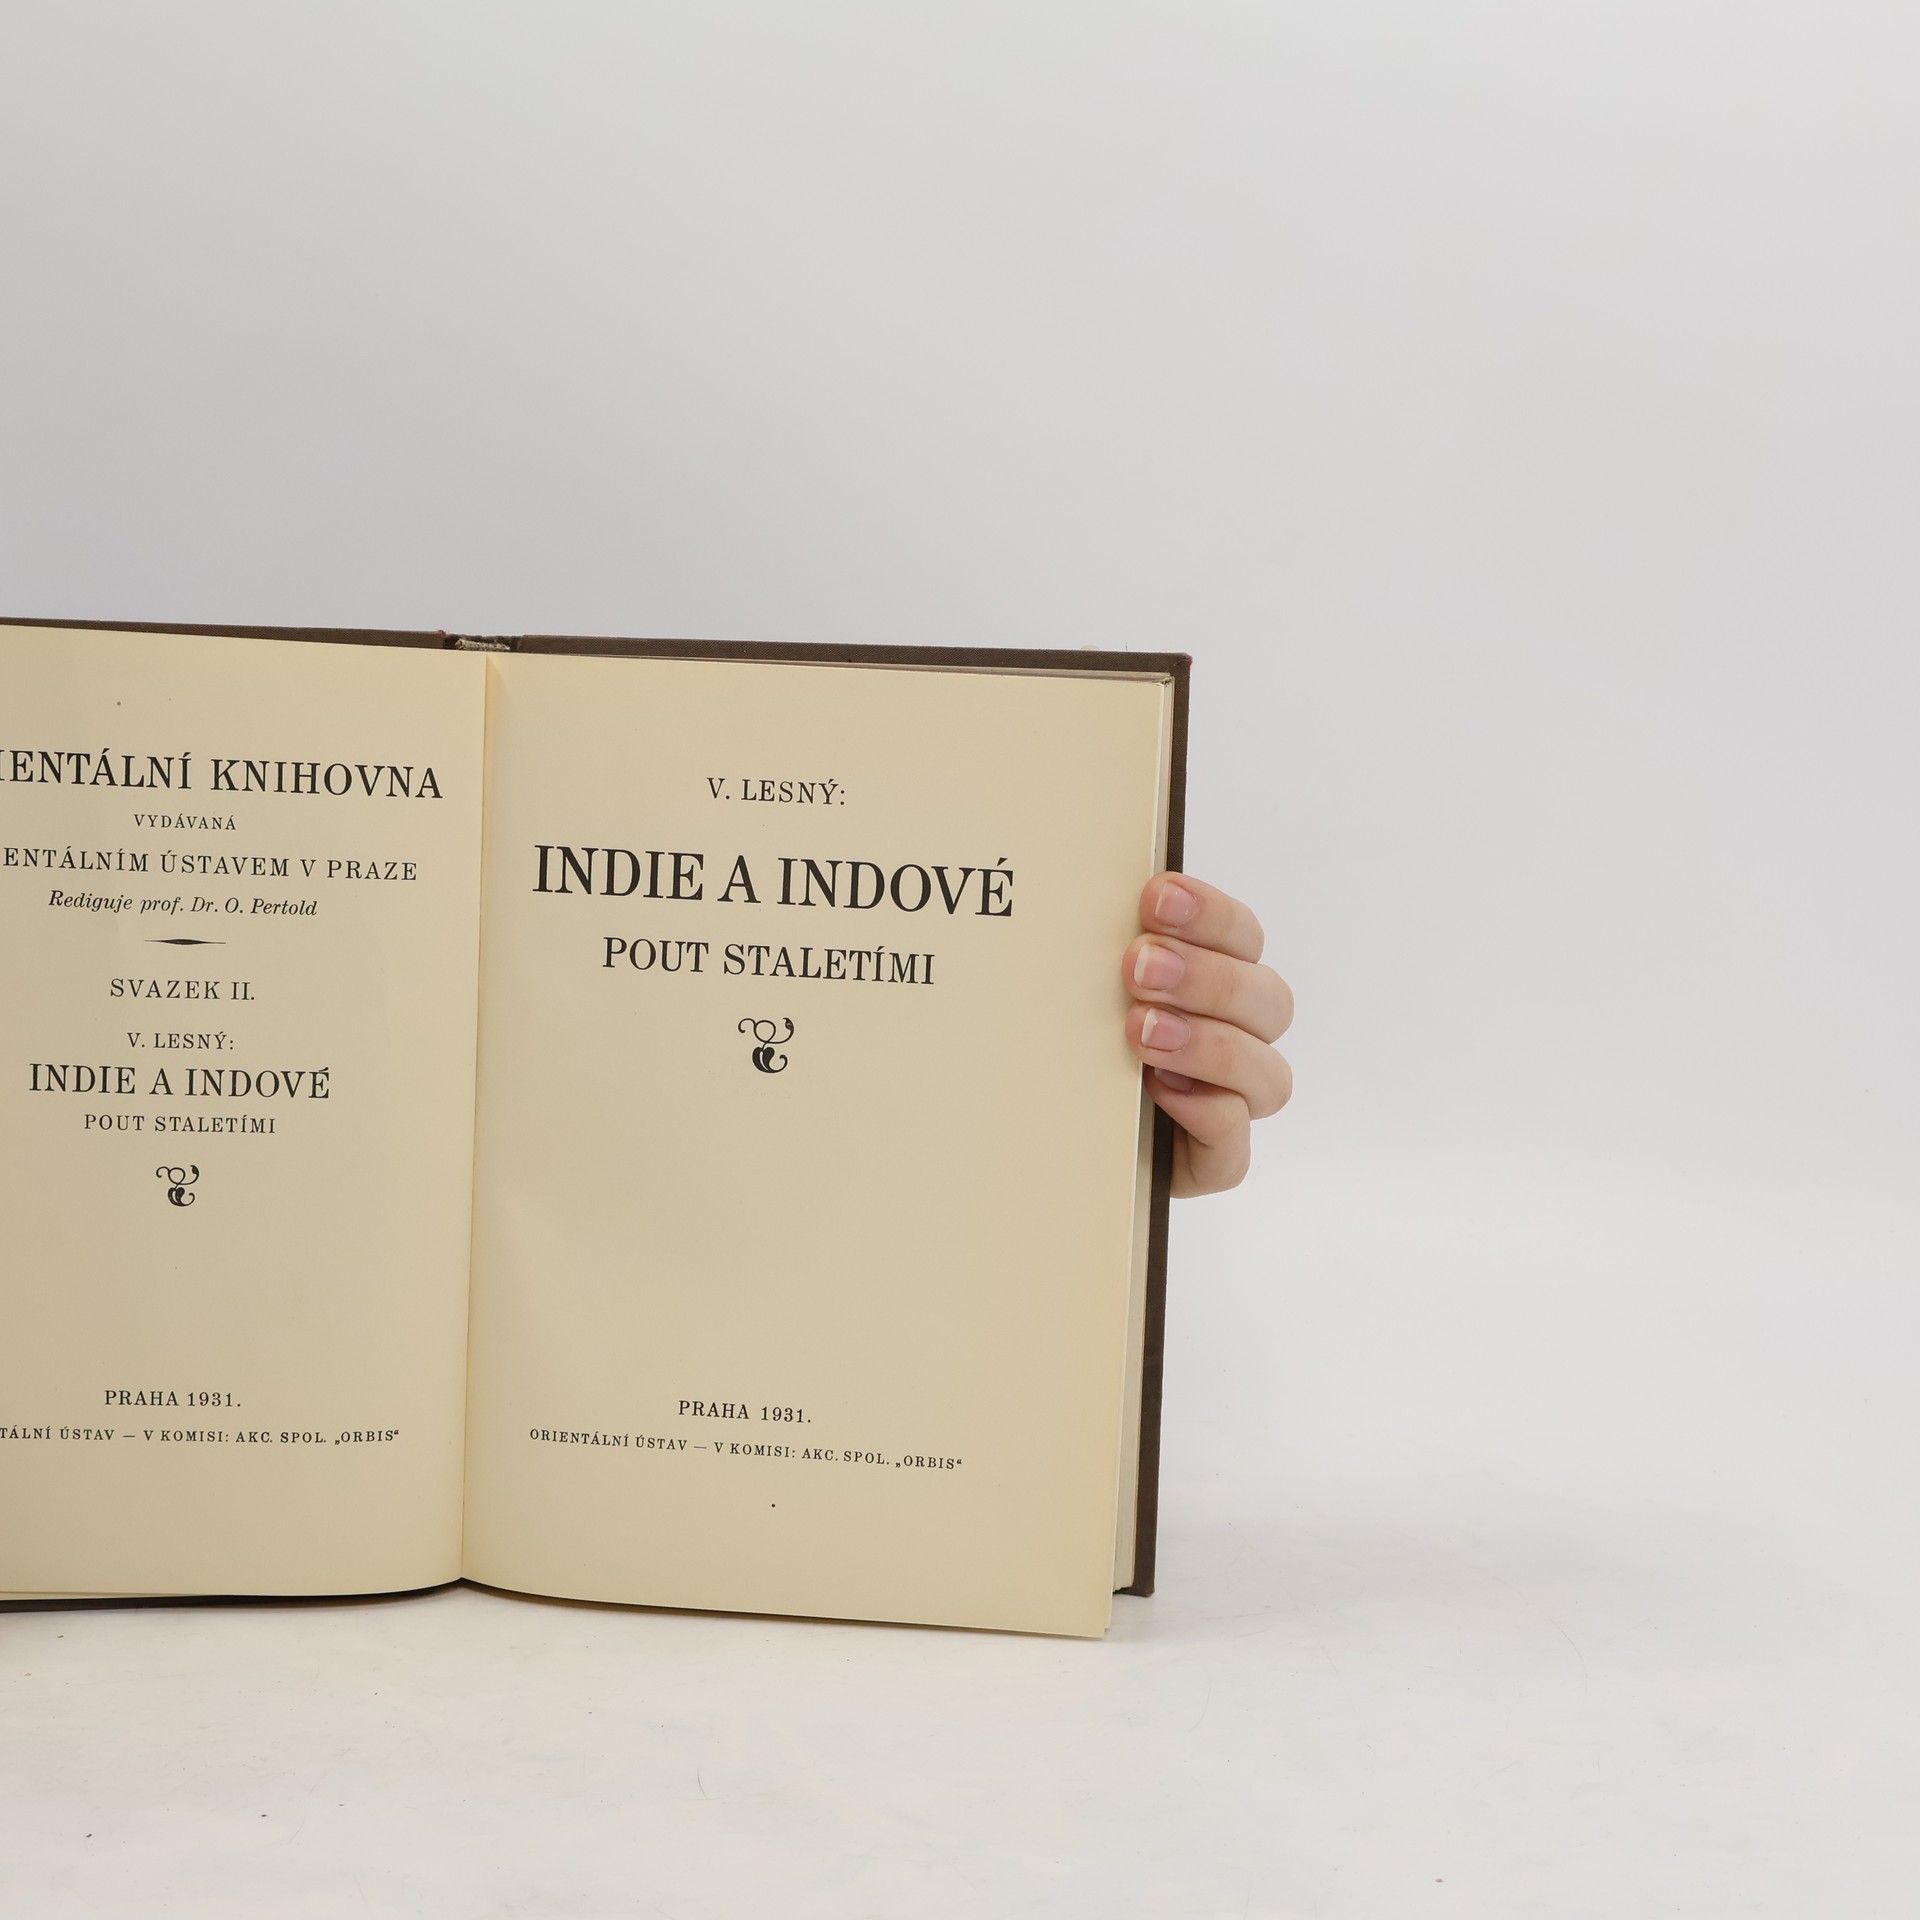 IENTÁLNÍ KNIHOVNA
VYDÁVANÁ
ENTÁLNÍM ÚSTAVEM V PRAZE
Rediguje prof. Dr. O. Pertold
SVAZEK II.
V. LESNÝ:
INDIE A INDOVÉ
POUT STALETÍMI
PRAHA 1931.
TÁLNÍ ÚSTAV — V KOMISI: AKC. SPOL. „ORBIS“
V. LESNÝ:
INDIE A INDOVÉ
POUT STALETÍMI
PRAHA 1931.
ORIENTÁLNÍ ÚSTAV — V KOMISI: AKC. SPOL. „ORBIS“